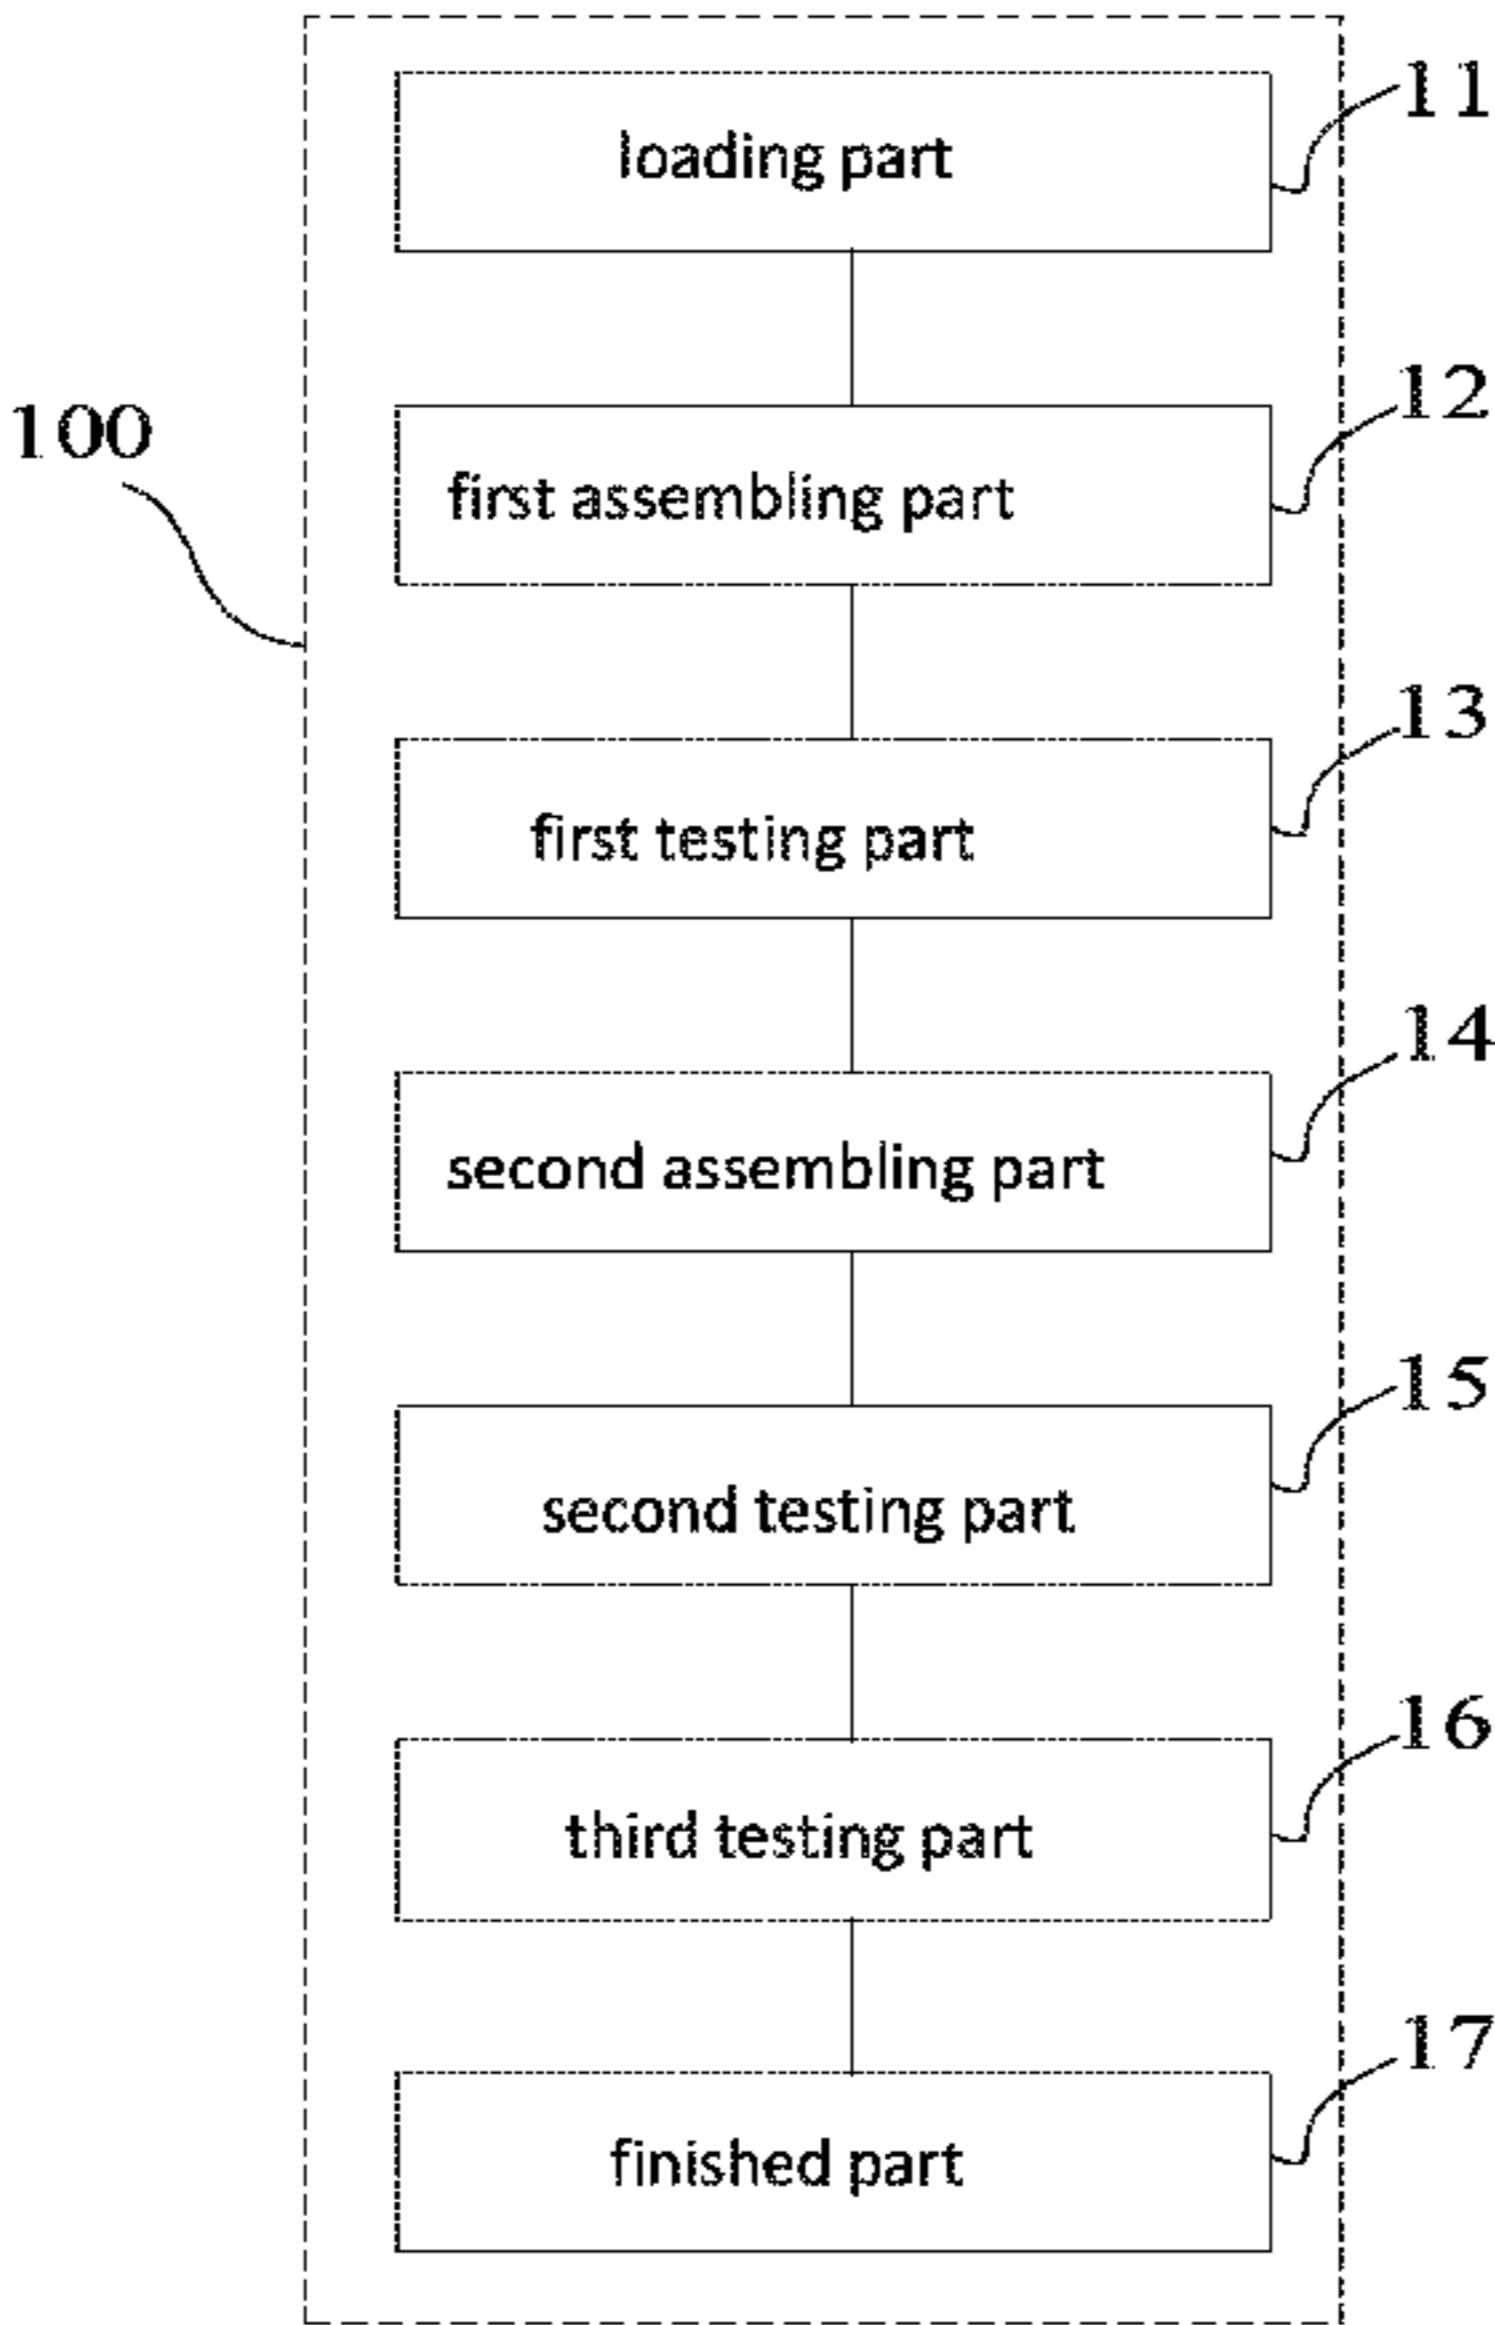 11
loading part
12
100
first assembling part
13
first testing part
14
second assembling part
15
second testing part
16
third testing part
17
finished part